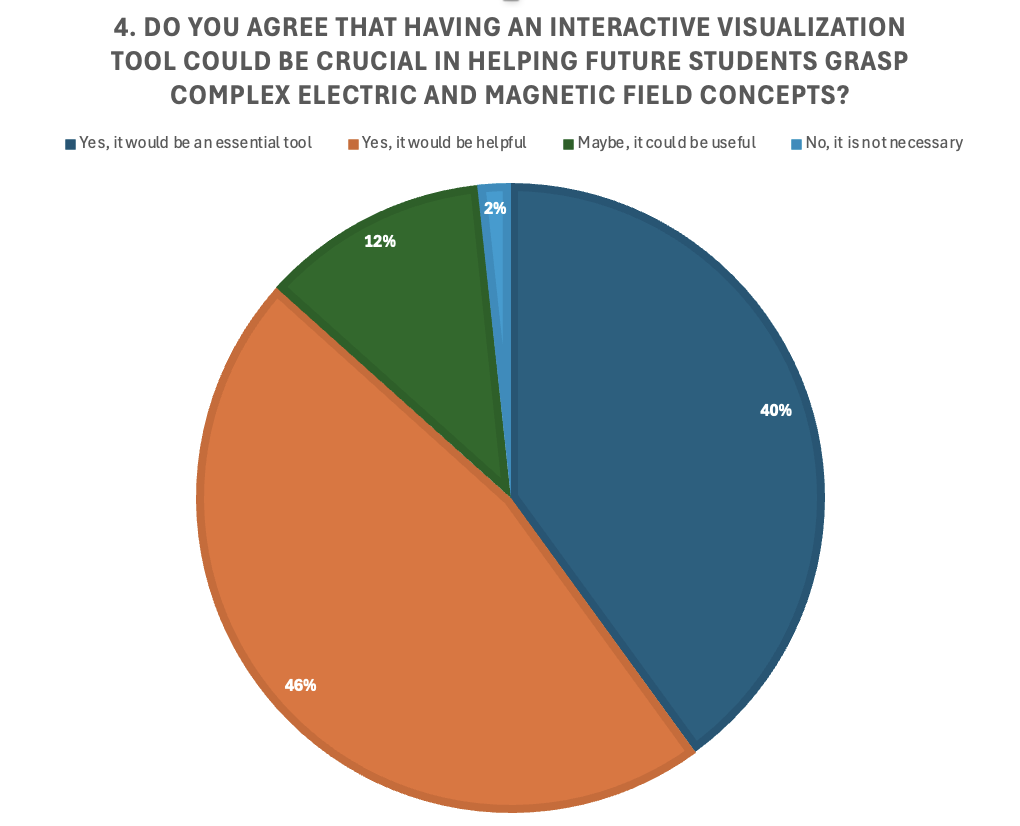 4. DO YOU AGREE THAT HAVING AN INTERACTIVE VISUALIZATION
TOOL COULD BE CRUCIAL IN HELPING FUTURE STUDENTS GRASP
COMPLEX ELECTRIC AND MAGNETIC FIELD CONCEPTS?
Yes, it would be an essential tool
Yes, it would be helpful
Maybe, it could be useful
No, it is not necessary
2%
12%
40%
46%